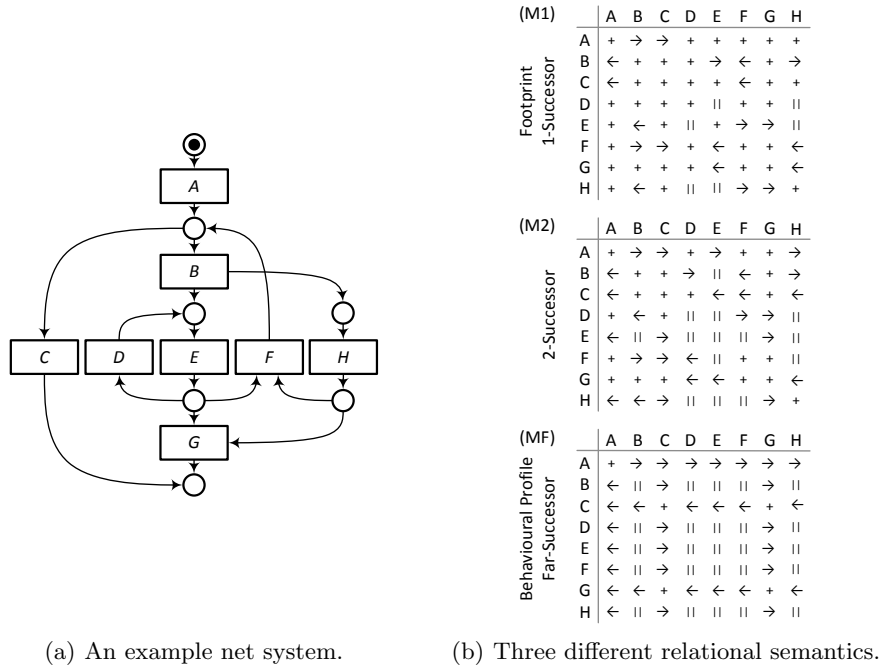 A
B
C D E F H
G
(a) An example net system.
(M1) A B C D E F G H
Footprint
1-Successor
A + → → + + + + +
B ← + + + → ← + →
C ← + + + + ← + +
D + + + + || + + ||
E + ← + || + → → ||
F + → → + ← + + ←
G + + + + ← + + ←
H + ← + || || → → +
(M2) A B C D E F G H
2-Successor
A + → → + → + + →
B ← + + → || ← + →
C ← + + + ← ← + ←
D + ← + || || → → ||
E ← || → || || || → ||
F + → → ← || + + ||
G + + + ← ← + + ←
H ← ← → || || || → +
(MF) A B C D E F G H
Behavioural Profile
Far-Successor
A + → → → → → → →
B ← || → || || || → ||
C ← ← + ← ← ← + ←
D ← || → || || || → ||
E ← || → || || || → ||
F ← || → || || || → ||
G ← ← + ← ← ← + ←
H ← || → || || || → ||
(b) Three different relational semantics.